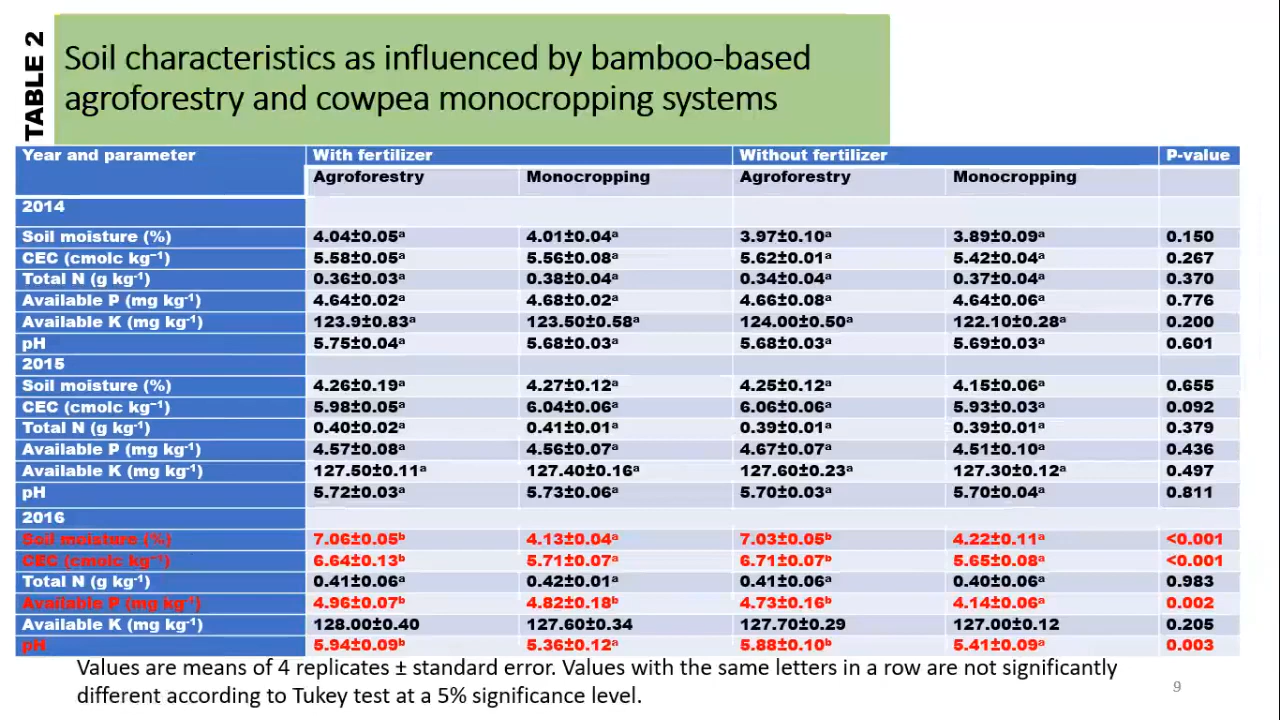 TABLE 2
Soil characteristics as influenced by bamboo-based
agroforestry and cowpea monocropping systems
Year and parameter With fertilizer Without fertilizer P-value
Agroforestry Monocropping Agroforestry Monocropping
2014
Soil moisture (%) 4.04±0.05ᵃ 4.01±0.04ᵃ 3.97±0.10ᵃ 3.89±0.09ᵃ 0.150
CEC (cmolc kg⁻¹) 5.58±0.05ᵃ 5.56±0.08ᵃ 5.62±0.01ᵃ 5.42±0.04ᵃ 0.267
Total N (g kg⁻¹) 0.36±0.03ᵃ 0.38±0.04ᵃ 0.34±0.04ᵃ 0.37±0.04ᵃ 0.370
Available P (mg kg⁻¹) 4.64±0.02ᵃ 4.68±0.02ᵃ 4.66±0.08ᵃ 4.64±0.06ᵃ 0.776
Available K (mg kg⁻¹) 123.9±0.83ᵃ 123.50±0.58ᵃ 124.00±0.50ᵃ 122.10±0.28ᵃ 0.200
pH 5.75±0.04ᵃ 5.68±0.03ᵃ 5.68±0.03ᵃ 5.69±0.03ᵃ 0.601
2015
Soil moisture (%) 4.26±0.19ᵃ 4.27±0.12ᵃ 4.25±0.12ᵃ 4.15±0.06ᵃ 0.655
CEC (cmolc kg⁻¹) 5.98±0.05ᵃ 6.04±0.06ᵃ 6.06±0.06ᵃ 5.93±0.03ᵃ 0.092
Total N (g kg⁻¹) 0.40±0.02ᵃ 0.41±0.01ᵃ 0.39±0.01ᵃ 0.39±0.01ᵃ 0.379
Available P (mg kg⁻¹) 4.57±0.08ᵃ 4.56±0.07ᵃ 4.67±0.07ᵃ 4.51±0.10ᵃ 0.436
Available K (mg kg⁻¹) 127.50±0.11ᵃ 127.40±0.16ᵃ 127.60±0.23ᵃ 127.30±0.12ᵃ 0.497
pH 5.72±0.03ᵃ 5.73±0.06ᵃ 5.70±0.03ᵃ 5.70±0.04ᵃ 0.811
2016
Soil moisture (%) 7.06±0.05ᵇ 4.13±0.04ᵃ 7.03±0.05ᵇ 4.22±0.11ᵃ <0.001
CEC (cmolc kg⁻¹) 6.64±0.13ᵇ 5.71±0.07ᵃ 6.71±0.07ᵇ 5.65±0.08ᵃ <0.001
Total N (g kg⁻¹) 0.41±0.06ᵃ 0.42±0.01ᵃ 0.41±0.06ᵃ 0.40±0.06ᵃ 0.983
Available P (mg kg⁻¹) 4.96±0.07ᵇ 4.82±0.18ᵇ 4.73±0.16ᵇ 4.14±0.06ᵃ 0.002
Available K (mg kg⁻¹) 128.00±0.40 127.60±0.34 127.70±0.29 127.00±0.12 0.205
pH 5.94±0.09ᵇ 5.36±0.12ᵃ 5.88±0.10ᵇ 5.41±0.09ᵃ 0.003
Values are means of 4 replicates ± standard error. Values with the same letters in a row are not significantly
different according to Tukey test at a 5% significance level.
9